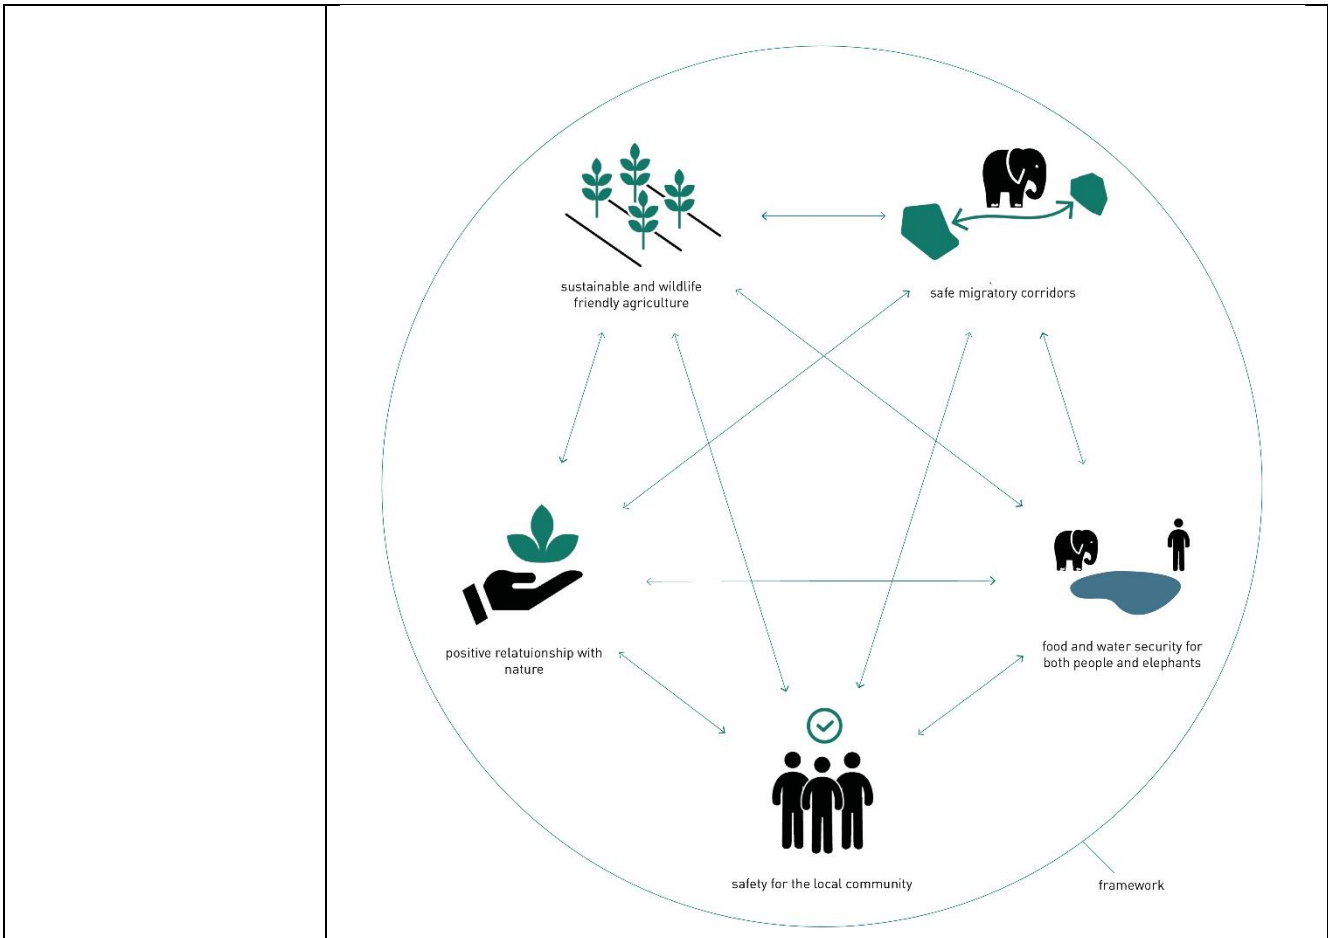 sustainable and wildlife
friendly agriculture
safe migratory corridors
positive relatuionship with
nature
food and water security for
both people and elephants
safety for the local community
framework